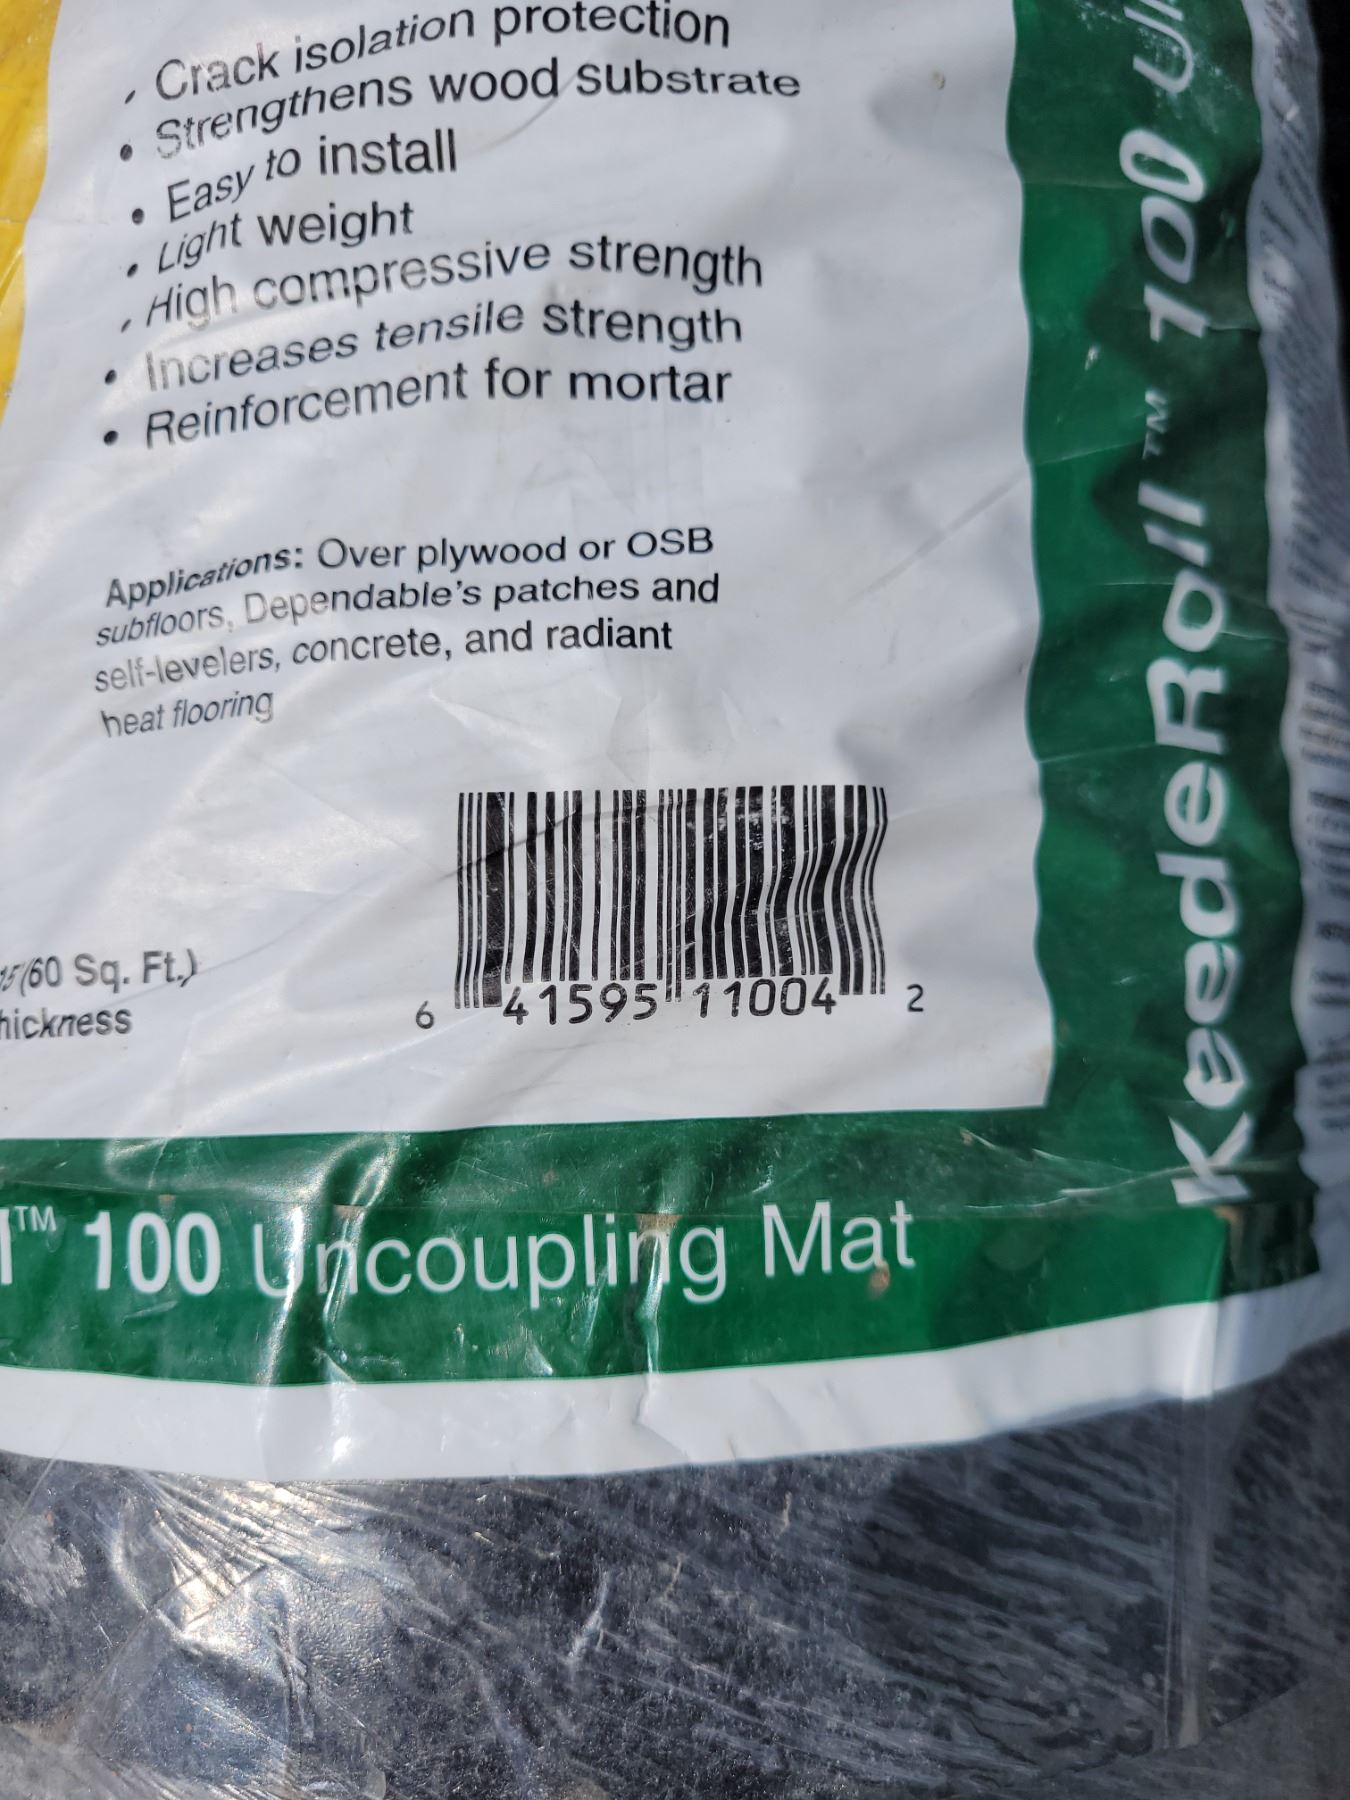 • Crack isolation protection
• Strengthens wood substrate
• Easy to install
• Light weight
• High compressive strength
• Increases tensile strength
• Reinforcement for mortar
Applications: Over plywood or OSB
subfloors, Dependable's patches and
self-levelers, concrete, and radiant
heat flooring
(60 Sq. Ft.)
hickness
6 41595 11004 2
™ 100 Uncoupling Mat
KeedeRoll™ 100